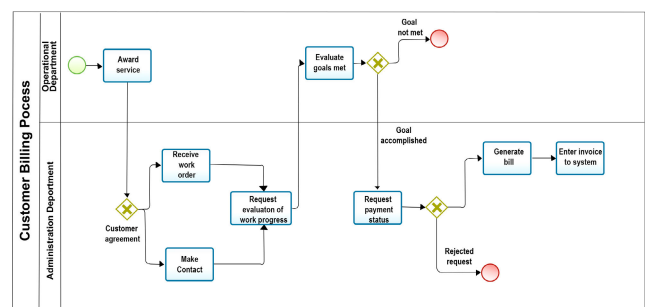 Customer Billing Pocess
Operational
Department
Award
service
Evaluate
goals met
Goal
not met
Goal
accomplished
Administration Deportment
Customer
agreement
Receive
work
order
Make
Contact
Request
evaluaton of
work progress
Request
payment
status
Generate
bill
Enter invoice
to system
Rejected
request